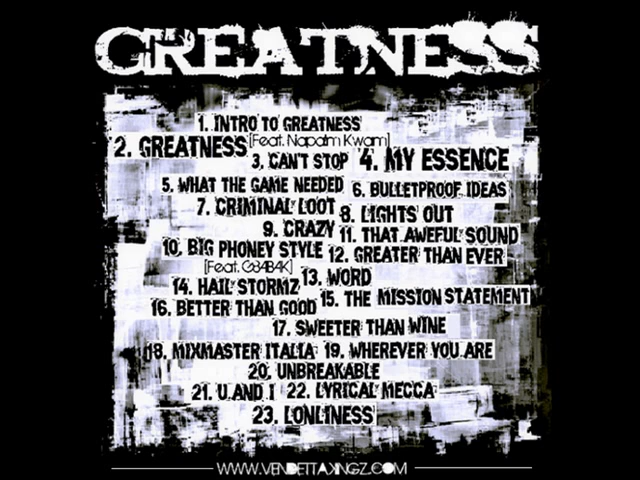 GREATNESS
1. INTRO TO GREATNESS
2. GREATNESS [Feat. Napalm Kwam]
3. CAN'T STOP 4. MY ESSENCE
5. WHAT THE GAME NEEDED 6. BULLETPROOF IDEAS
7. CRIMINAL LOOT 8. LIGHTS OUT
9. CRAZY 11. THAT AWEFUL SOUND
10. BIG PHONEY STYLE 12. GREATER THAN EVER
[Feat. G34B4K] 13. WORD
14. HAIL STORMZ 15. THE MISSION STATEMENT
16. BETTER THAN GOOD
17. SWEETER THAN WINE
18. MIXMASTER ITALIA 19. WHEREVER YOU ARE
20. UNBREAKABLE
21. U AND I 22. LYRICAL MECCA
23. LONLINESS
WWW.VENDETTAKINGZ.COM